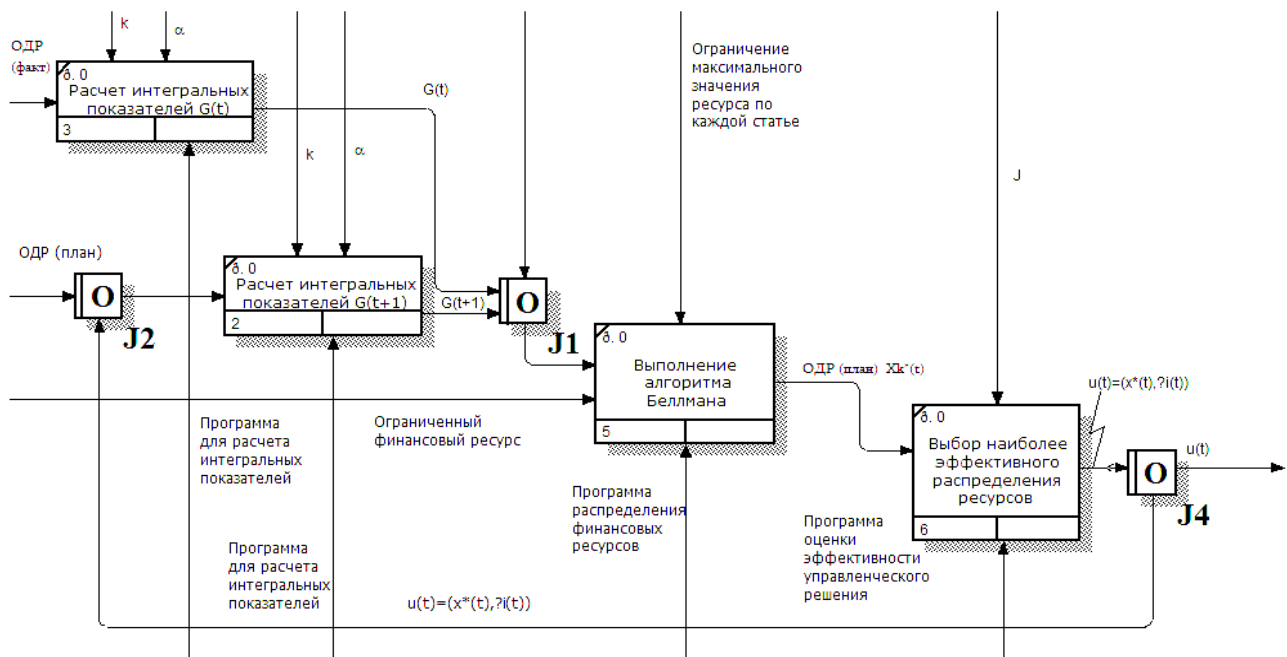 k
α
ОДР
(факт)
ð. 0
Расчет интегральных
показателей G(t)
3
G(t)
k
α
Ограничение
максимального
значения
ресурса по
каждой статье
J
ОДР (план)
O
J2
ð. 0
Расчет интегральных
показателей G(t+1)
2
G(t+1)
O
J1
ð. 0
Выполнение
алгоритма
Беллмана
5
ОДР (план) Xk*(t)
u(t)=(x*(t),?i(t))
ð. 0
Выбор наиболее
эффективного
распределения
ресурсов
6
O
J4
u(t)
Программа
для расчета
интегральных
показателей
Ограниченный
финансовый ресурс
Программа
распределения
финансовых
ресурсов
Программа
оценки
эффективности
управленческого
решения
Программа
для расчета
интегральных
показателей
u(t)=(x*(t),?i(t))